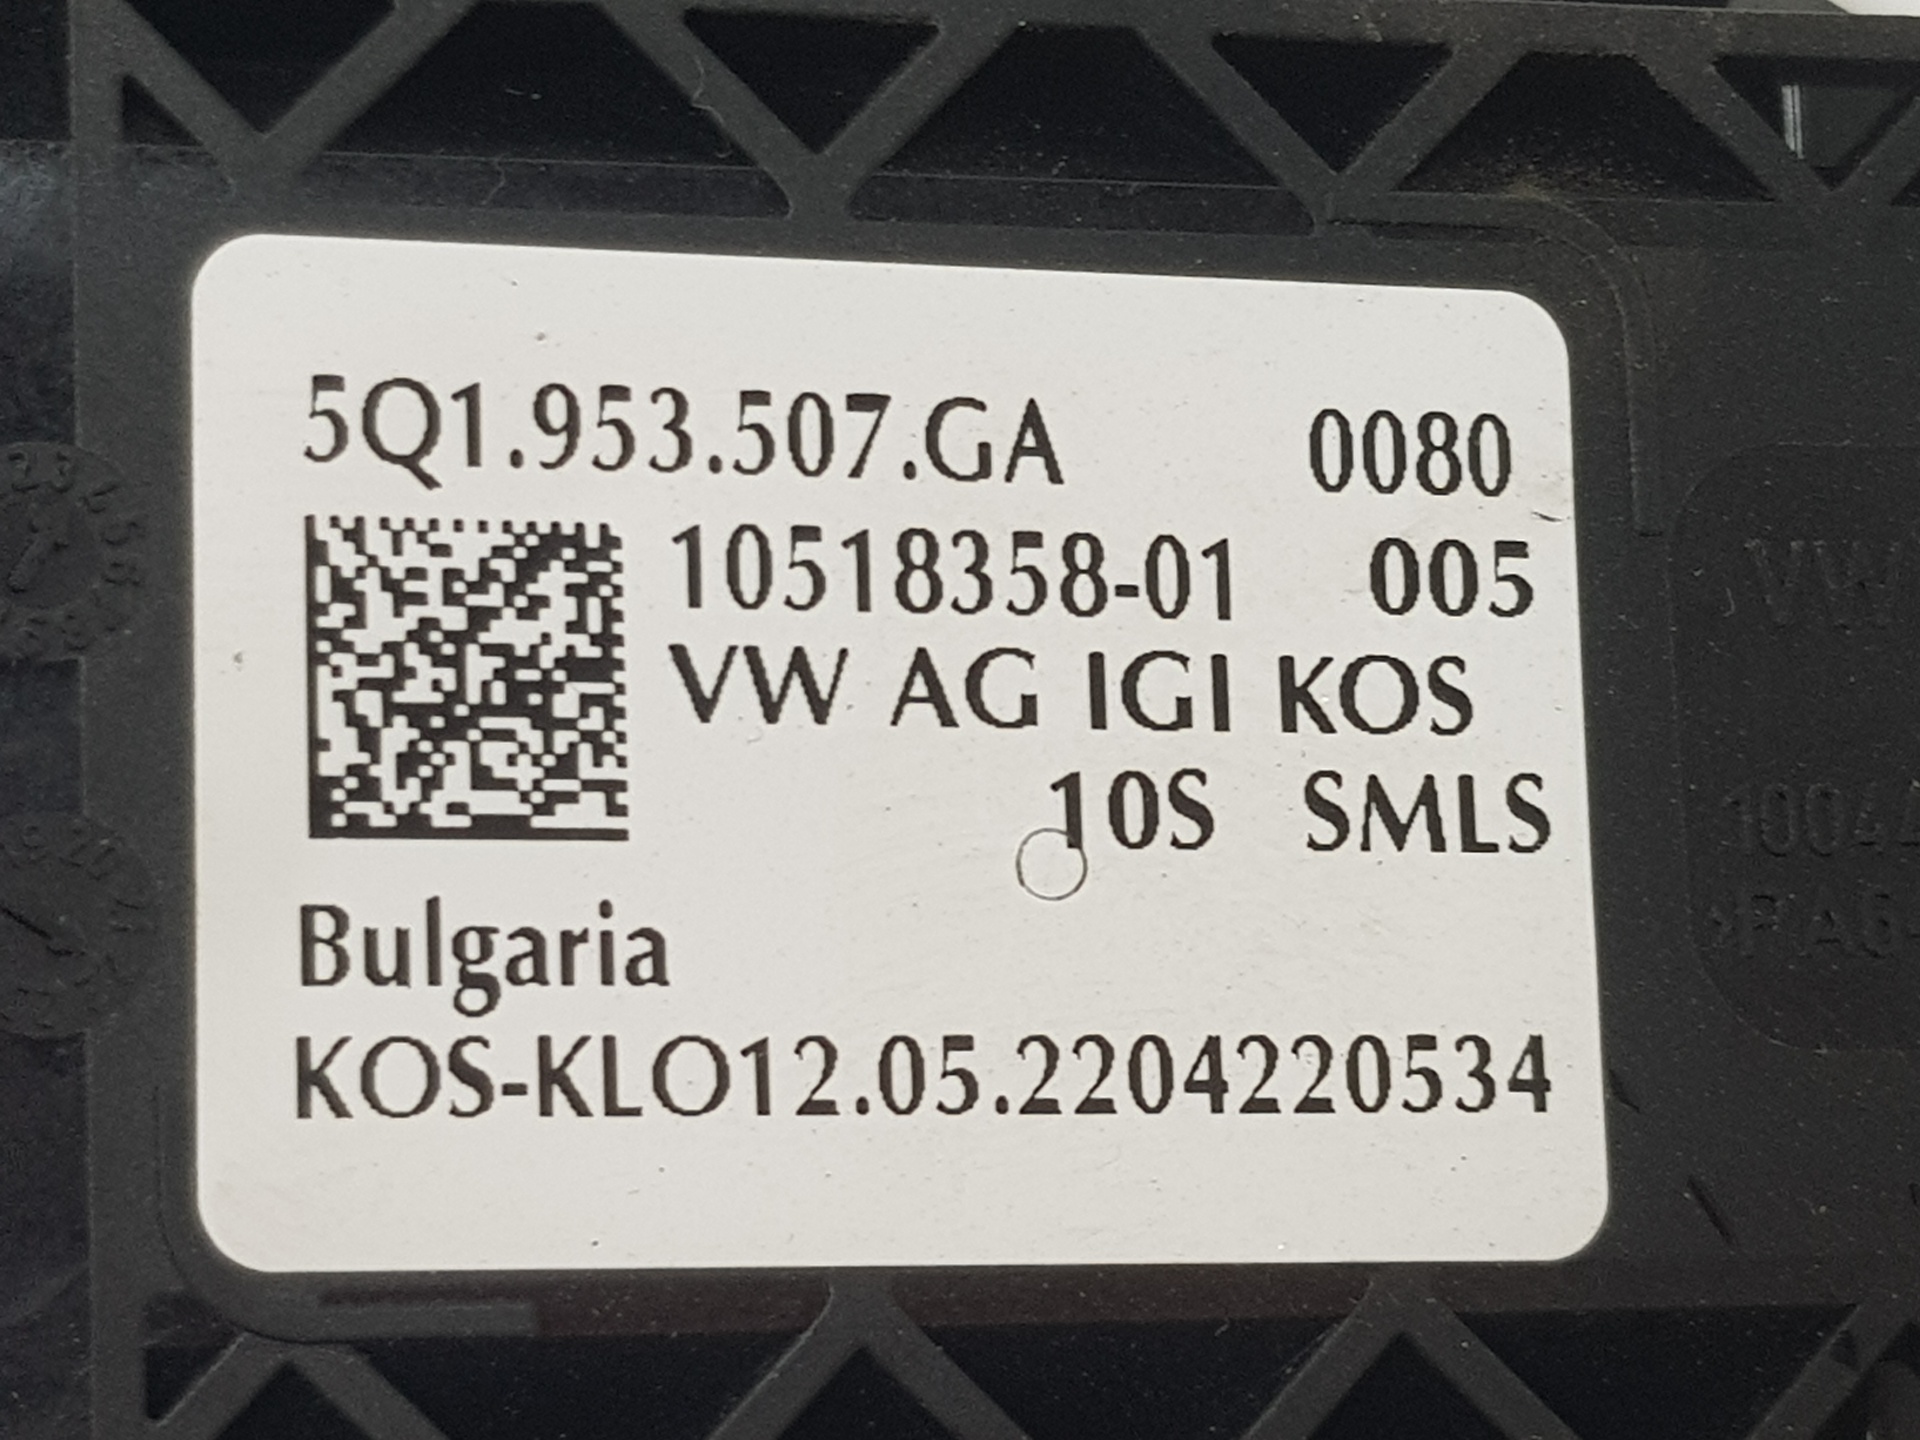 5Q1.953.507.GA 0080
10518358-01 005
VW AG IGI KOS
10S SMLS
Bulgaria
KOS-KLO12.05.2204220534